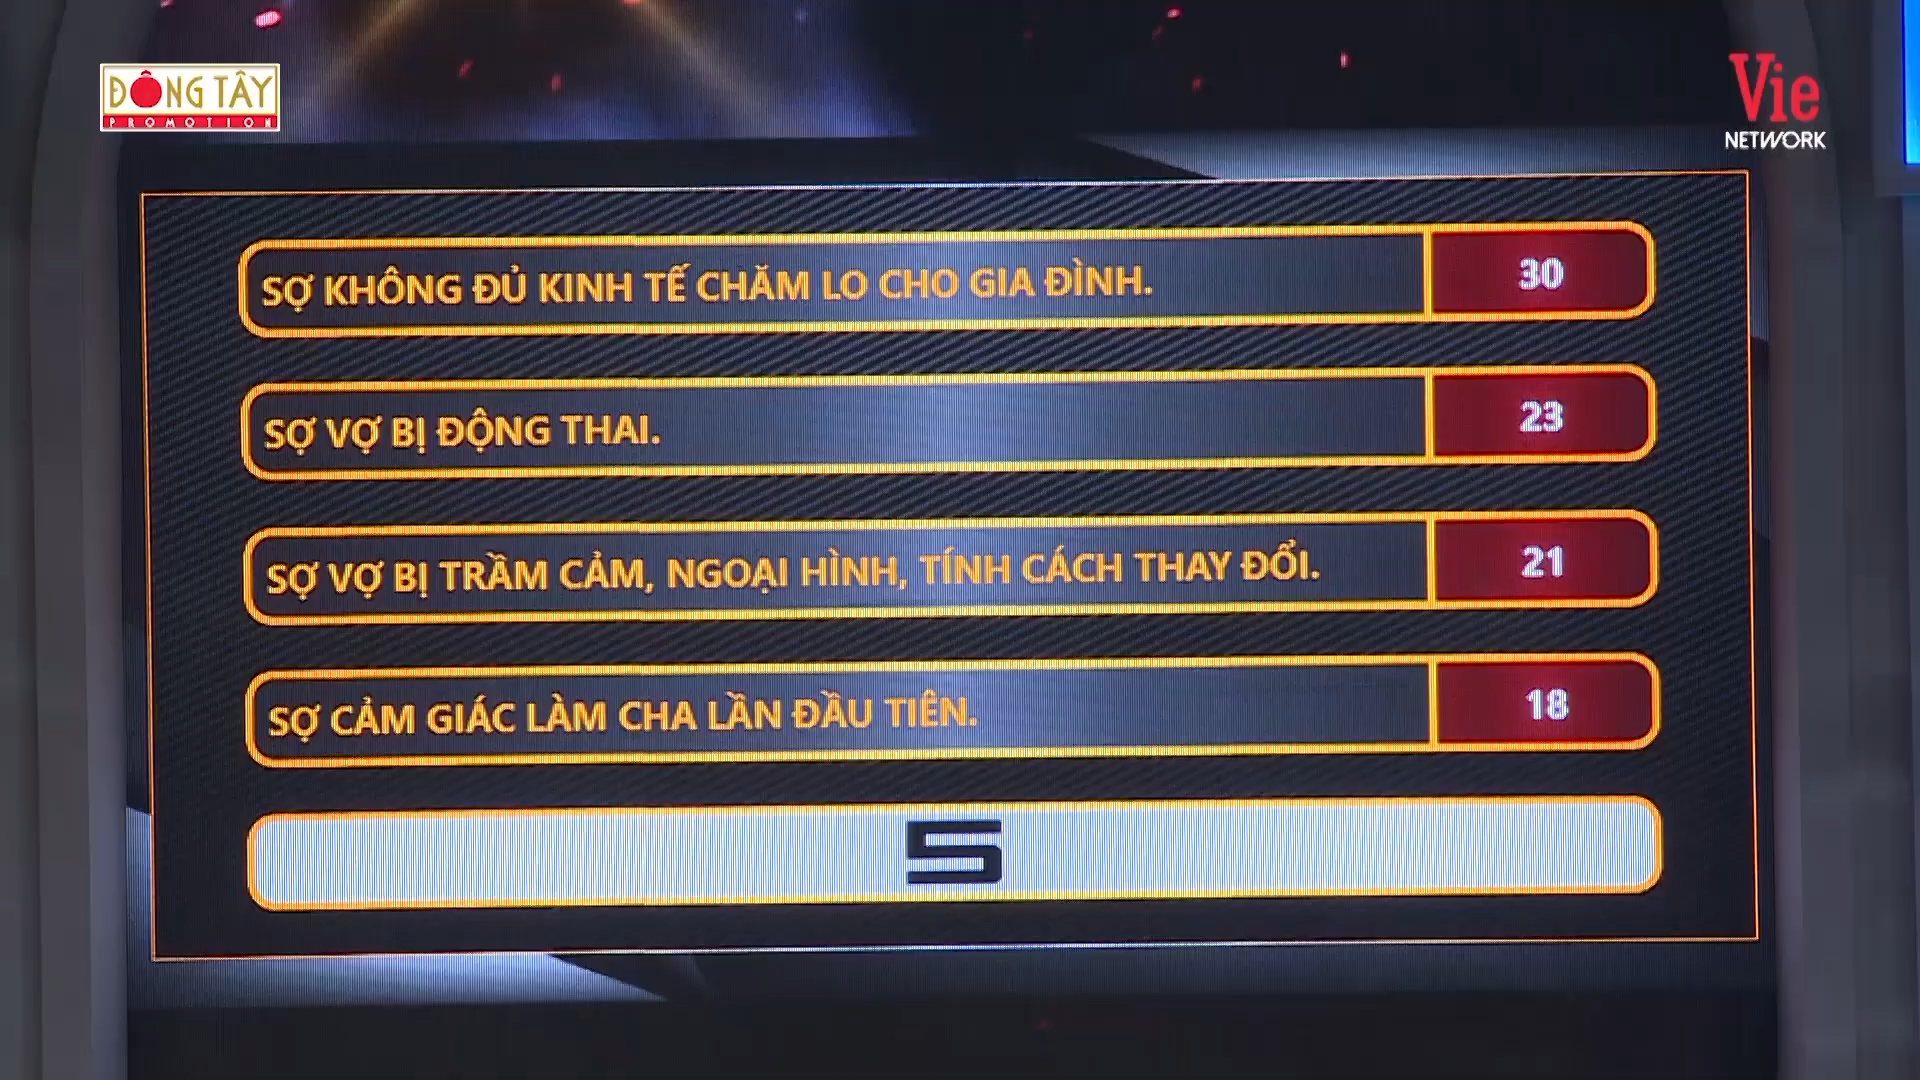 ĐÔNG TÂY
PROMOTION
Vie
NETWORK
SỢ KHÔNG ĐỦ KINH TẾ CHĂM LO CHO GIA ĐÌNH. 30
SỢ VỢ BỊ ĐỘNG THAI. 23
SỢ VỢ BỊ TRẦM CẢM, NGOẠI HÌNH, TÍNH CÁCH THAY ĐỔI. 21
SỢ CẢM GIÁC LÀM CHA LẦN ĐẦU TIÊN. 18
5